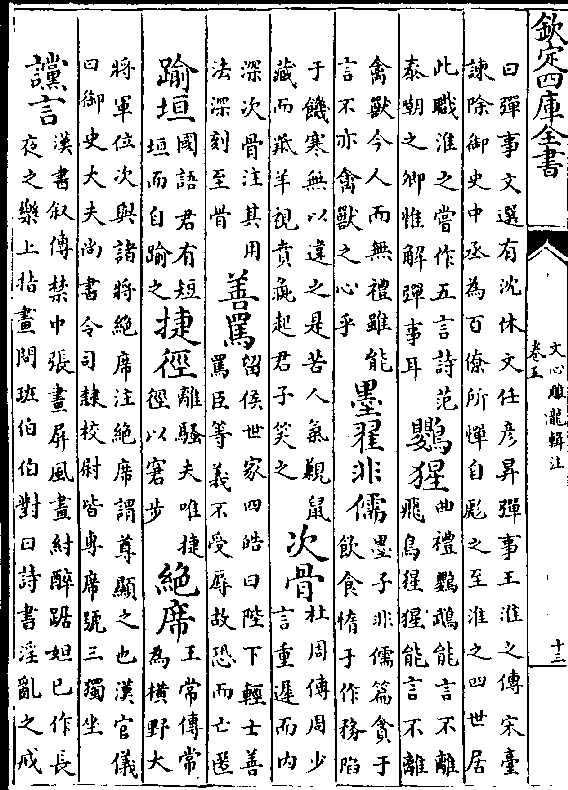 欽定四庫全書
文心雕龍輯注
卷五
十三
曰彈事文選有沈休文任彦昇彈事王淮之傳宋臺
諫除御史中丞為百僚所憚自彪之至淮之四世居
此職淮之嘗作五言詩范
泰嘲之卿惟解彈事耳
鸚猩
曲禮鸚鵡能言不離
飛鳥猩猩能言不離
禽獸今人而無禮雖能
言不亦禽獸之心乎
墨翟非儒
墨子非儒篇貪于
飲食惰于作務陷
于饑寒無以違之是苦人氣鼠
藏而羝羊視賁彘起君子笑之
次骨
杜周傳周少
言重遲而内
深次骨注其用
法深刻至骨
善罵
留侯世家四皓曰陛下輕士善
罵臣等義不受辱故恐而亡匿
踰垣
國語君有短
垣而自踰之
捷徑
離騷夫唯捷
徑以窘步
絶席
王常傳常
為橫野大
將軍位次與諸將絶席注絶席謂尊顯之也漢官儀
曰御史大夫尚書令司隸校尉皆専席號三獨坐
讜言
漢書叙傳禁中張畫屏風畫紂醉踞妲己作長
夜之樂上指畫問班伯伯對曰詩書淫亂之戒